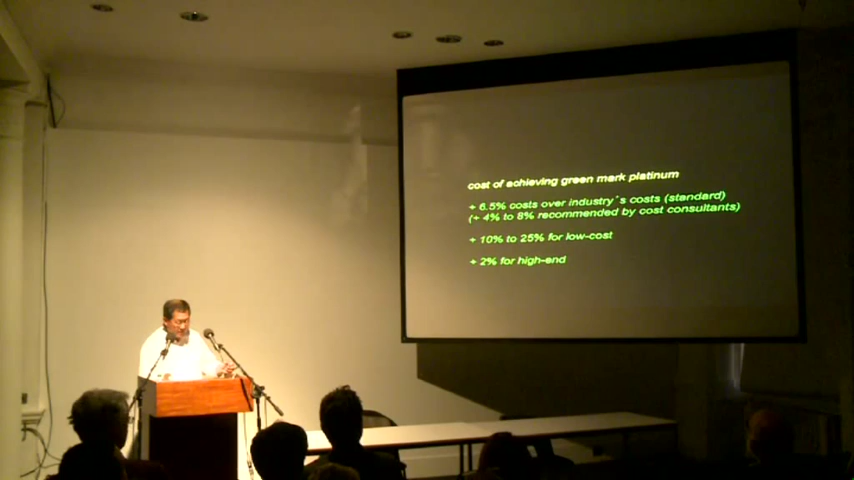 cost of achieving green mark platinum
+ 6.5% costs over industry´s costs (standard)
(+ 4% to 8% recommended by cost consultants)
+ 10% to 25% for low-cost
+ 2% for high-end